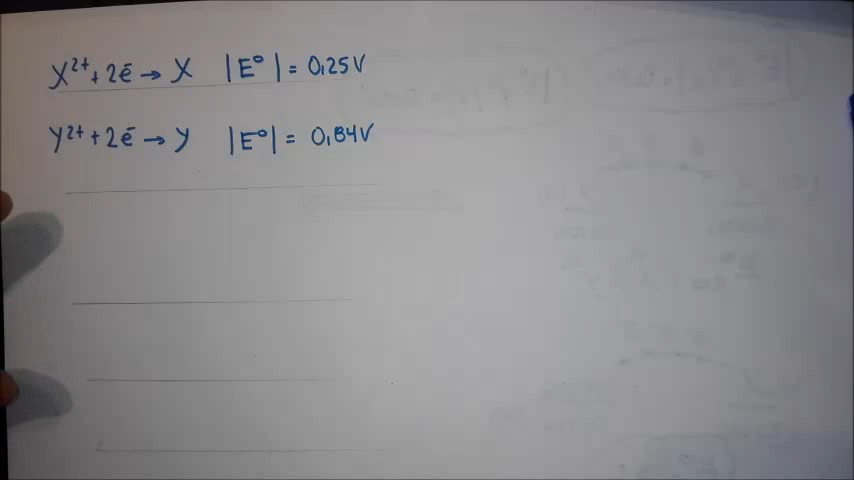 X²⁺ + 2ē → X |E°| = 0,25V
Y²⁺ + 2ē → Y |E°| = 0,84V